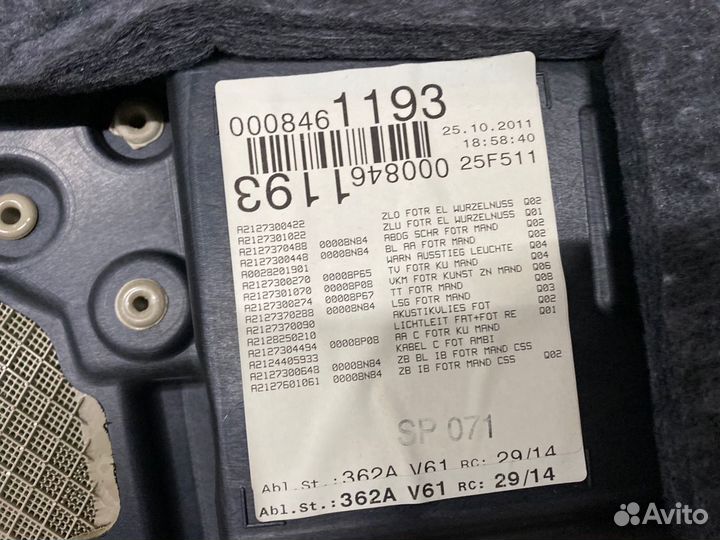 0008461193
25.10.2011
18:58:40
0008461193
25F511
A2127300422 ZLO FOTR EL WURZELNUSS Q02
A2127301022 ZLU FOTR EL WURZELNUSS Q01
A2127370488 00008N84 ABDG SCHR FOTR MAND Q02
A2127300448 00008N84 BL AA FOTR MAND Q02
A0028201901 WARN AUSSTIEG LEUCHTE Q04
A2127300270 00008P65 TV FOTR KU MAND Q04
A2127301070 00008P08 VKM FOTR KUNST ZN MAND Q06
A2127300274 00008P67 TT FOTR MAND Q08
A2127370288 00008N84 LSG FOTR MAND Q03
A2127370090 AKUSTIKVLIES FOT Q02
A2128250210 LICHTLEIT FAT+FOT RE Q01
A2127304494 00008P08 AA C FOTR KU MAND
A2124405933 KABEL C FOT AMBI
A2127300648 00008N84 ZB BL IB FOTR MAND CSS
A2127601061 00008N84 ZB IB FOTR MAND CSS Q02
SP 071
Abl.St.:362A V61 RC: 29/14
Abl.St.:362A V61 RC: 29/14
Avito